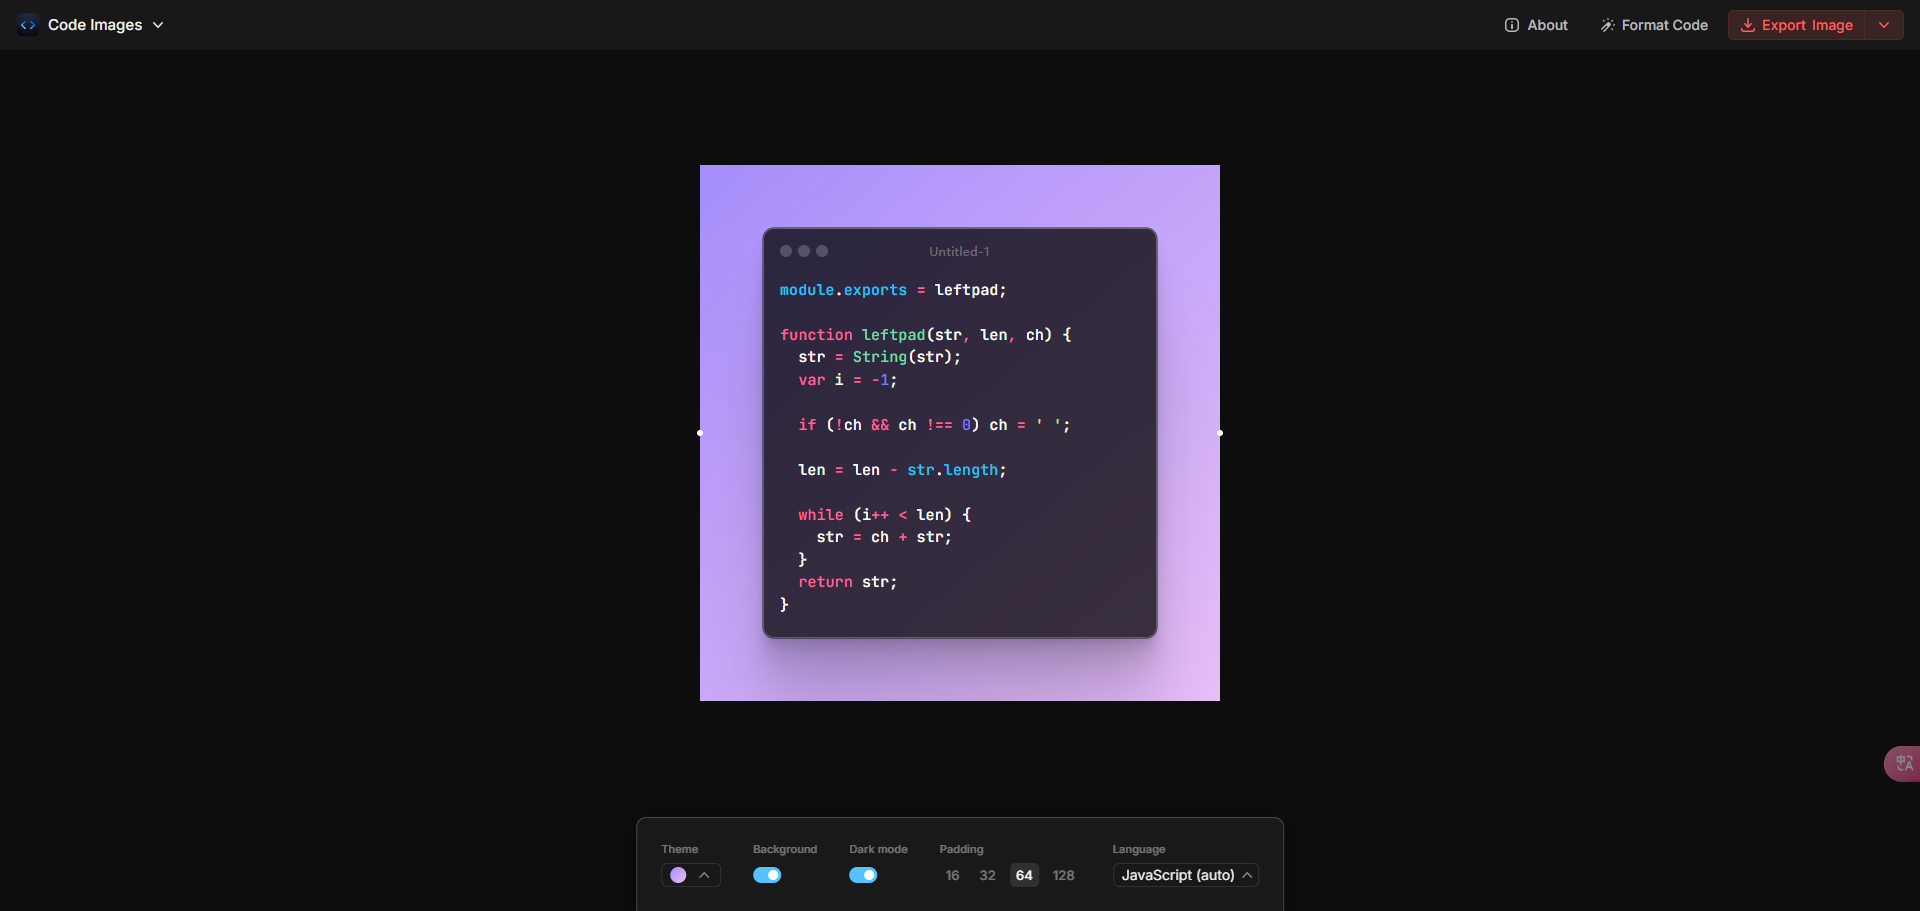 Code Images
About
Format Code
Export Image
Untitled-1
module.exports = leftpad;
function leftpad(str, len, ch) {
  str = String(str);
  var i = -1;
  if (!ch && ch !== 0) ch = ' ';
  len = len - str.length;
  while (i++ < len) {
    str = ch + str;
  }
  return str;
}
中A
Theme
Background
Dark mode
Padding
Language
16 32 64 128
JavaScript (auto)